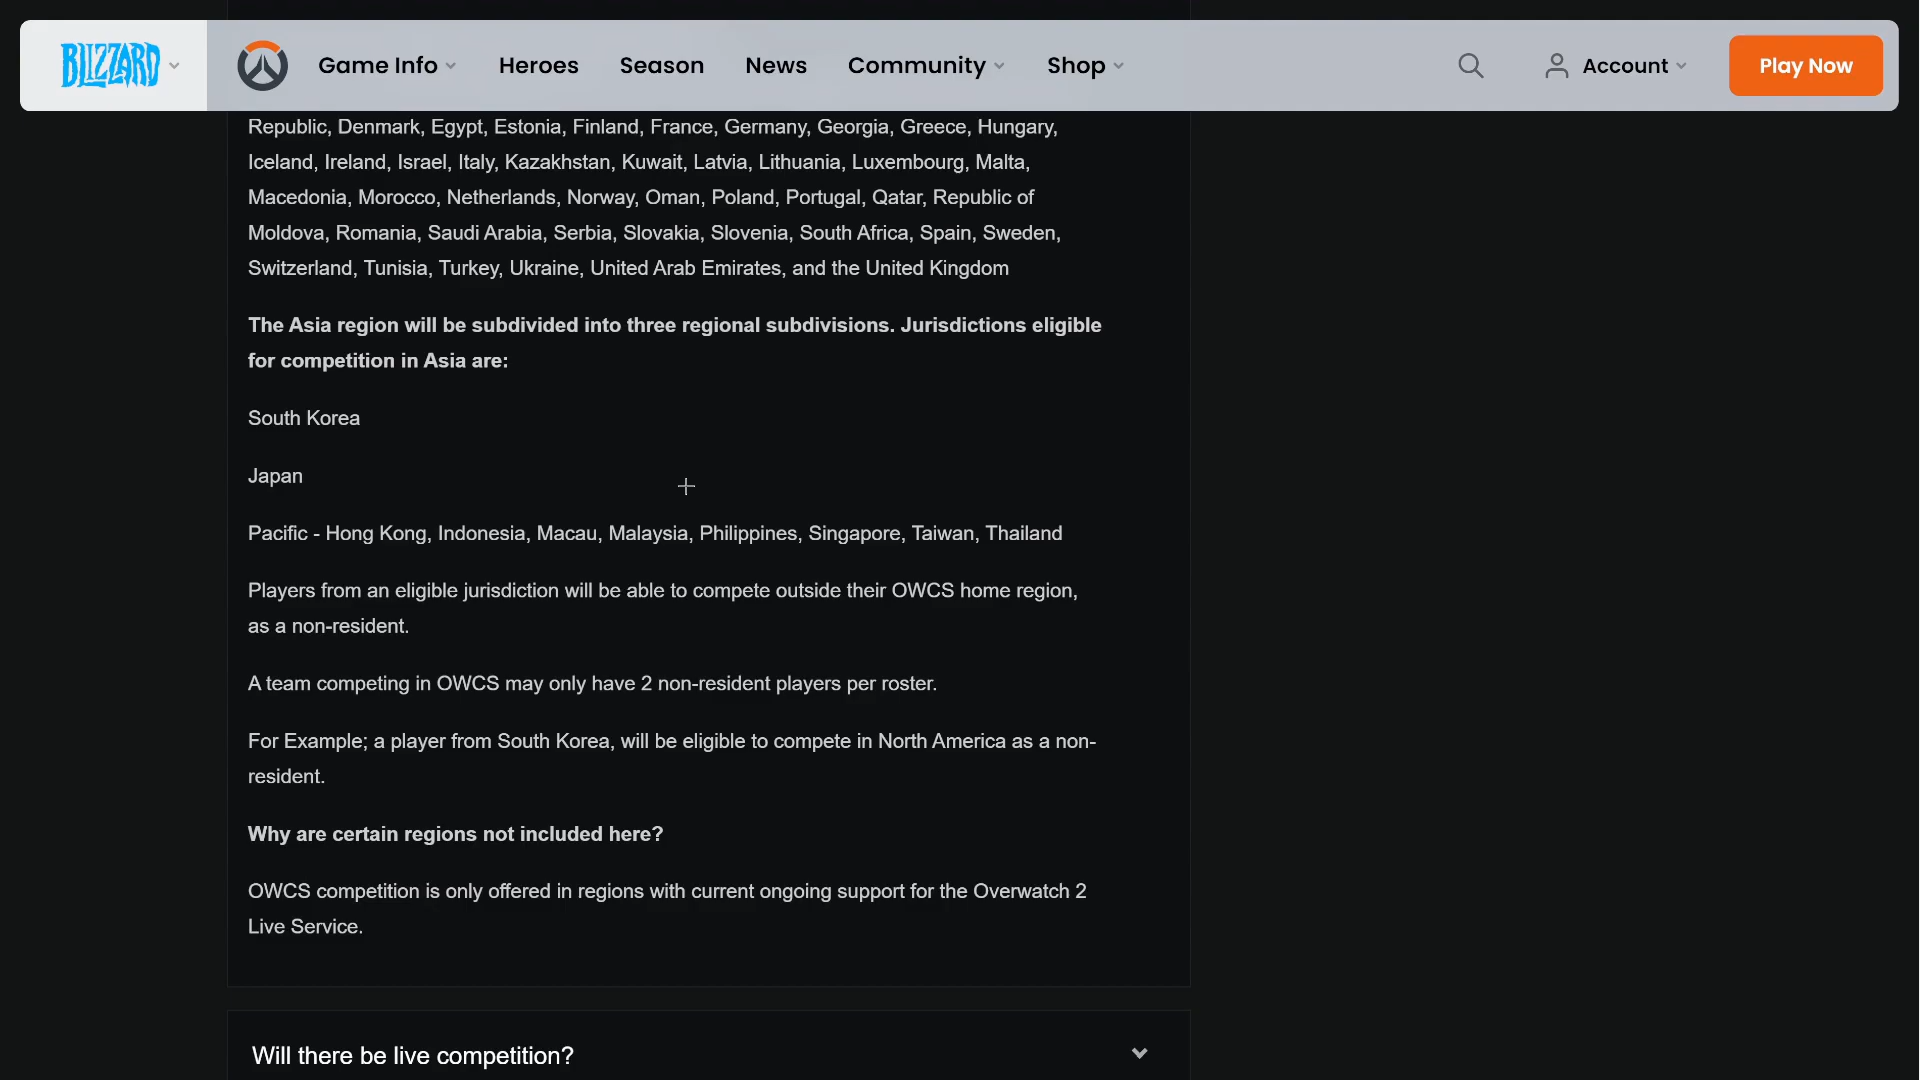 BLIZZARD
Game Info
Heroes
Season
News
Community
Shop
Account
Play Now
Republic, Denmark, Egypt, Estonia, Finland, France, Germany, Georgia, Greece, Hungary,
Iceland, Ireland, Israel, Italy, Kazakhstan, Kuwait, Latvia, Lithuania, Luxembourg, Malta,
Macedonia, Morocco, Netherlands, Norway, Oman, Poland, Portugal, Qatar, Republic of
Moldova, Romania, Saudi Arabia, Serbia, Slovakia, Slovenia, South Africa, Spain, Sweden,
Switzerland, Tunisia, Turkey, Ukraine, United Arab Emirates, and the United Kingdom
The Asia region will be subdivided into three regional subdivisions. Jurisdictions eligible
for competition in Asia are:
South Korea
Japan
Pacific - Hong Kong, Indonesia, Macau, Malaysia, Philippines, Singapore, Taiwan, Thailand
Players from an eligible jurisdiction will be able to compete outside their OWCS home region,
as a non-resident.
A team competing in OWCS may only have 2 non-resident players per roster.
For Example; a player from South Korea, will be eligible to compete in North America as a non-
resident.
Why are certain regions not included here?
OWCS competition is only offered in regions with current ongoing support for the Overwatch 2
Live Service.
Will there be live competition?